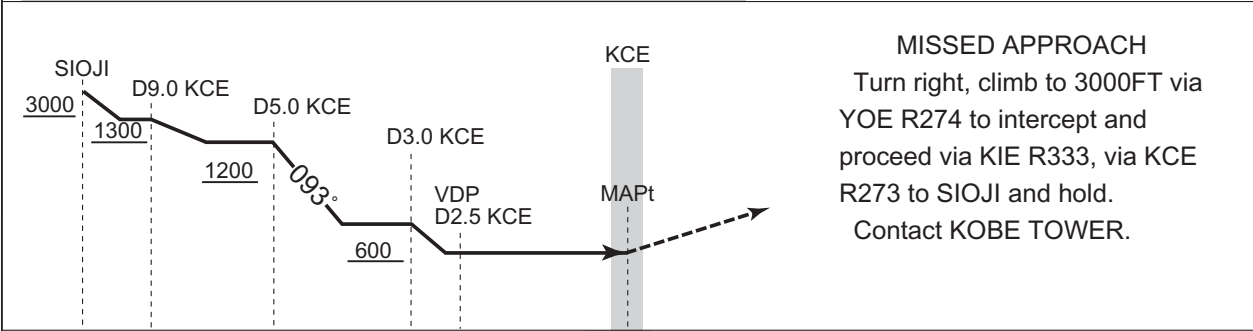 KCE
MISSED APPROACH
SIOJI
D9.0 KCE
D5.0 KCE
Turn right, climb to 3000FT via
3000
1300
YOE R274 to intercept and
D3.0 KCE
proceed via KIE R333, via KCE
1200
093°
VDP
MAPt
R273 to SIOJI and hold.
D2.5 KCE
Contact KOBE TOWER.
600